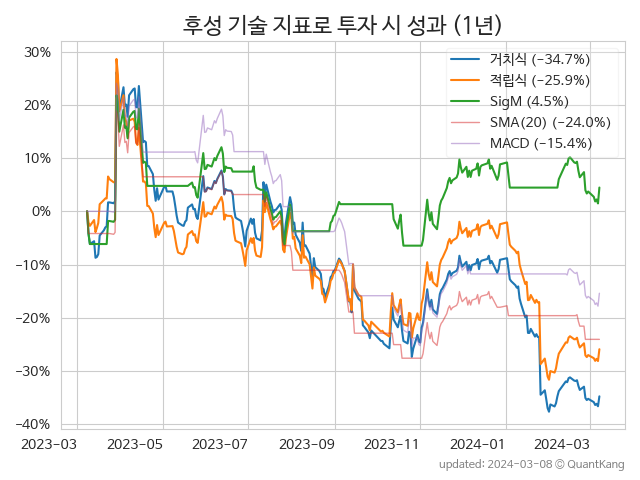 후성 기술 지표로 투자 시 성과 (1년)
30%
20%
10%
0%
−10%
−20%
−30%
−40%
거치식 (−34.7%)
적립식 (−25.9%)
SigM (4.5%)
SMA(20) (−24.0%)
MACD (−15.4%)
2023−03
2023−05
2023−07
2023−09
2023−11
2024−01
2024−03
updated: 2024-03-08 @ QuantKang